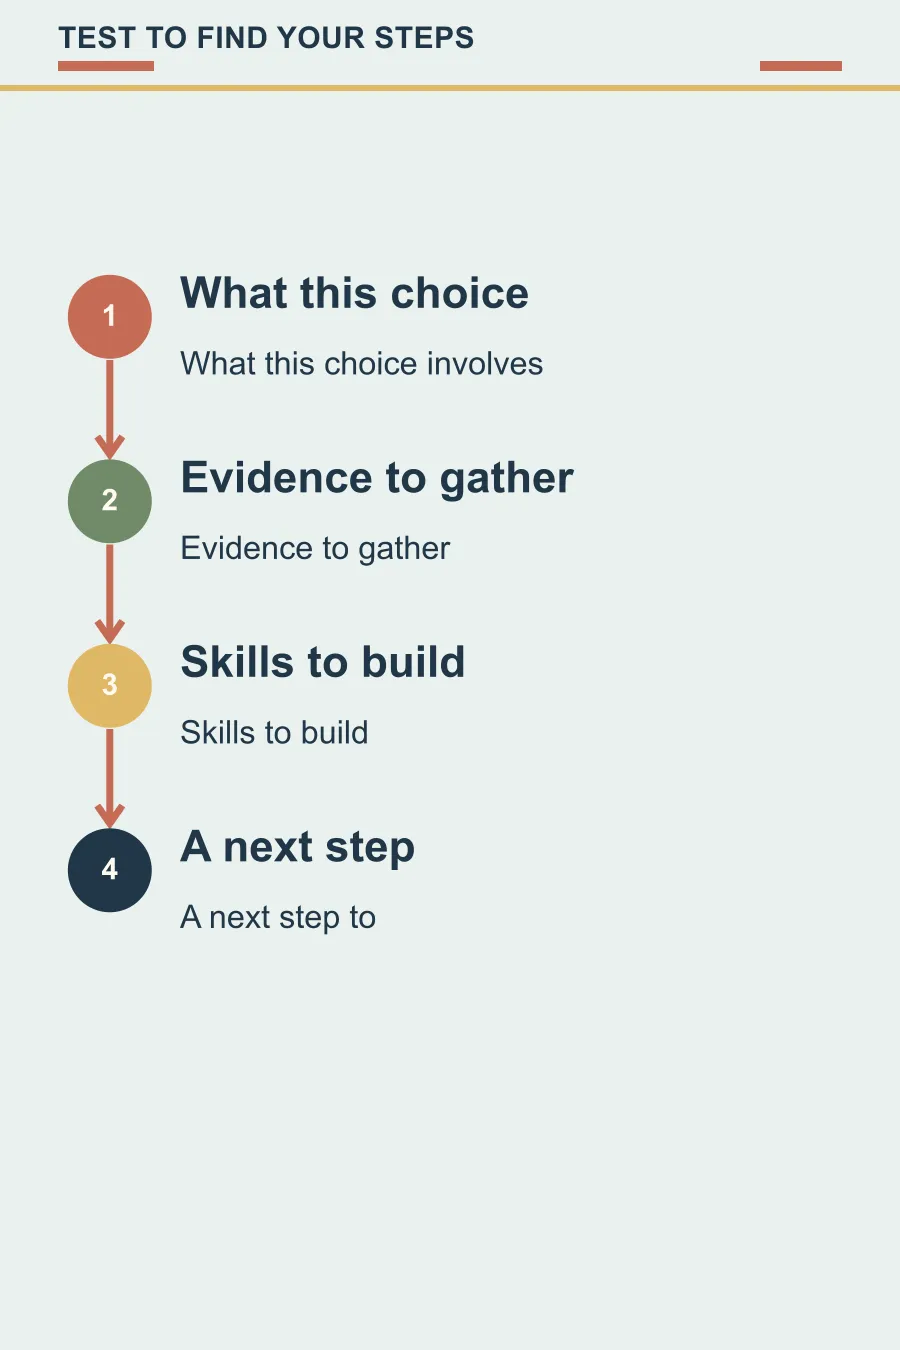 TEST TO FIND YOUR STEPS
1
What this choice
What this choice involves
2
Evidence to gather
Evidence to gather
3
Skills to build
Skills to build
4
A next step
A next step to